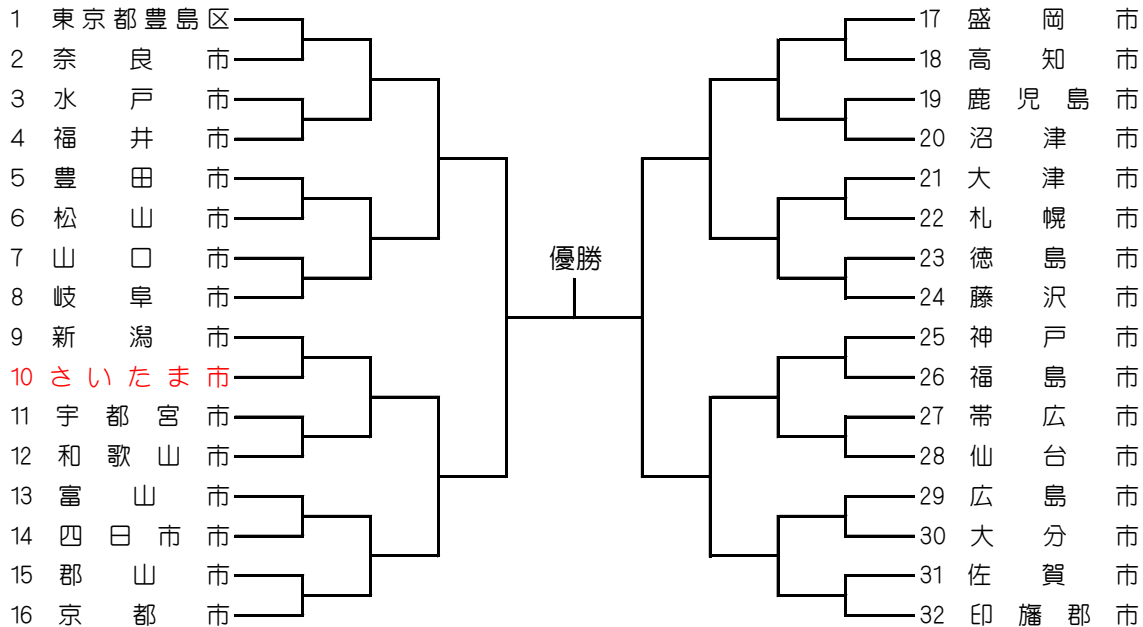 1 東京都豊島区
2 奈良市
3 水戸市
4 福井市
5 豊田市
6 松山市
7 山口市
8 岐阜市
9 新潟市
10 さいたま市
11 宇都宮市
12 和歌山市
13 富山市
14 四日市市
15 郡山市
16 京都市
優勝
17 盛岡市
18 高知市
19 鹿児島市
20 沼津市
21 大津市
22 札幌市
23 徳島市
24 藤沢市
25 神戸市
26 福島市
27 帯広市
28 仙台市
29 広島市
30 大分市
31 佐賀市
32 印旛郡市